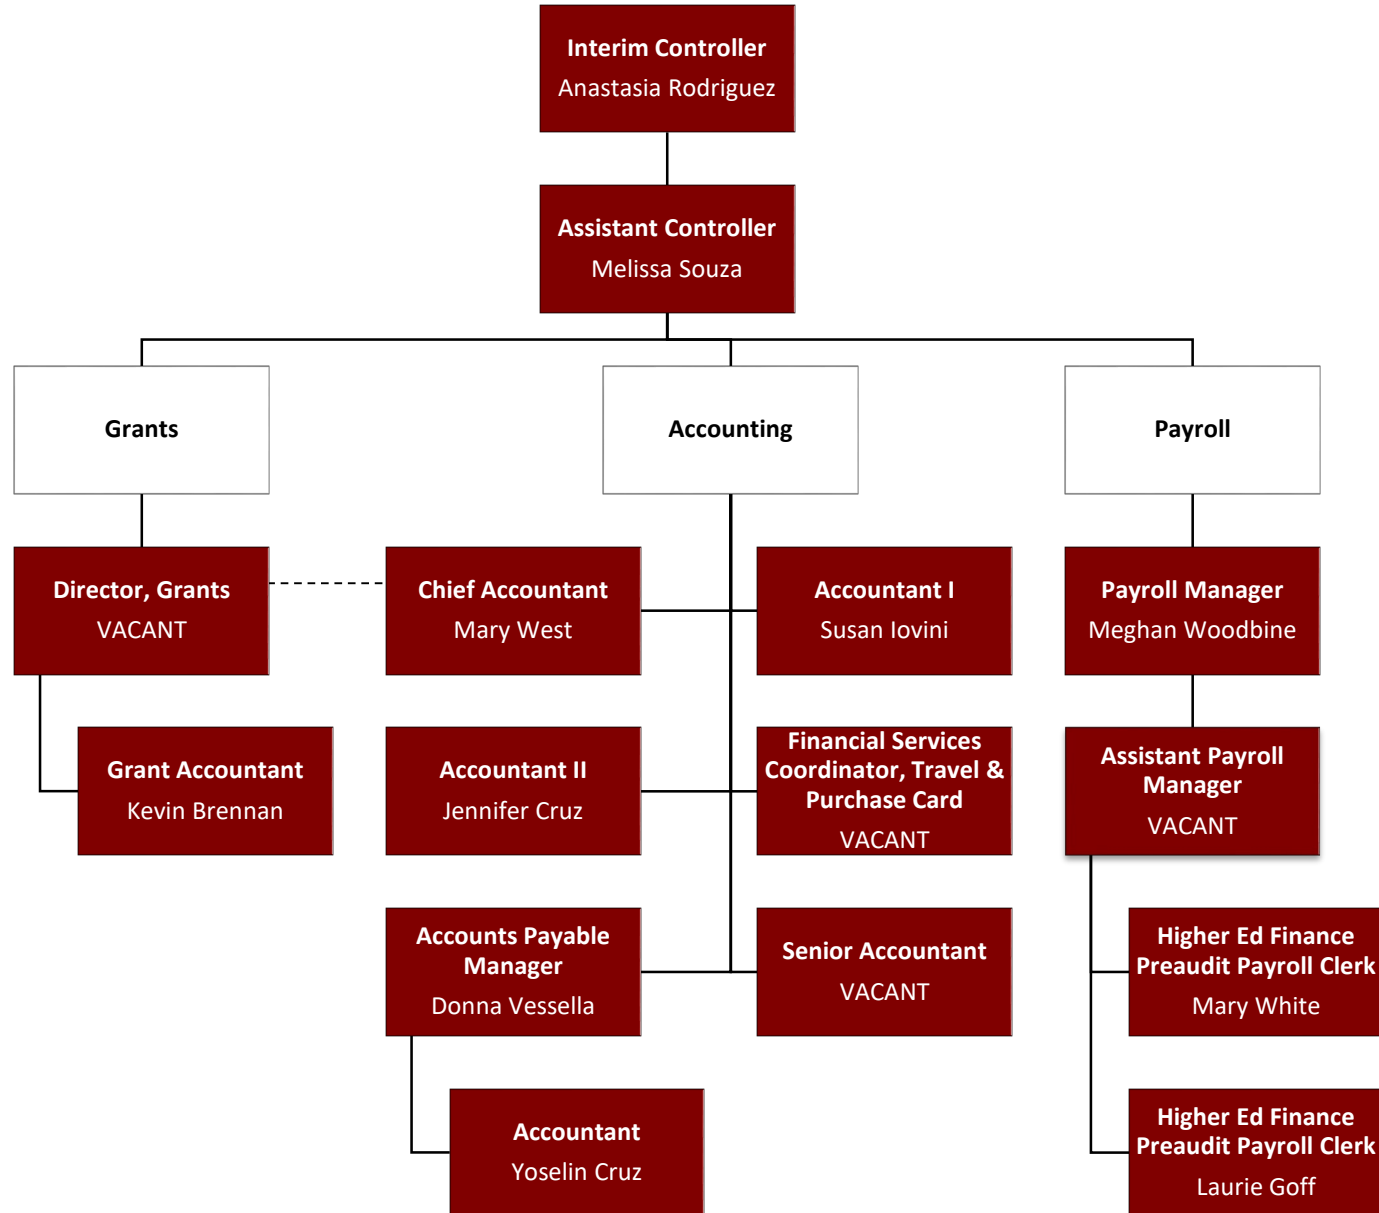 Interim Controller
Anastasia Rodriguez
Assistant Controller
Melissa Souza
Grants
Accounting
Payroll
Director, Grants
VACANT
Chief Accountant
Mary West
Accountant I
Susan Iovini
Payroll Manager
Meghan Woodbine
Grant Accountant
Kevin Brennan
Accountant II
Jennifer Cruz
Financial Services
Coordinator, Travel &
Purchase Card
VACANT
Assistant Payroll
Manager
VACANT
Accounts Payable
Manager
Donna Vessella
Senior Accountant
VACANT
Higher Ed Finance
Preaudit Payroll Clerk
Mary White
Accountant
Yoselin Cruz
Higher Ed Finance
Preaudit Payroll Clerk
Laurie Goff